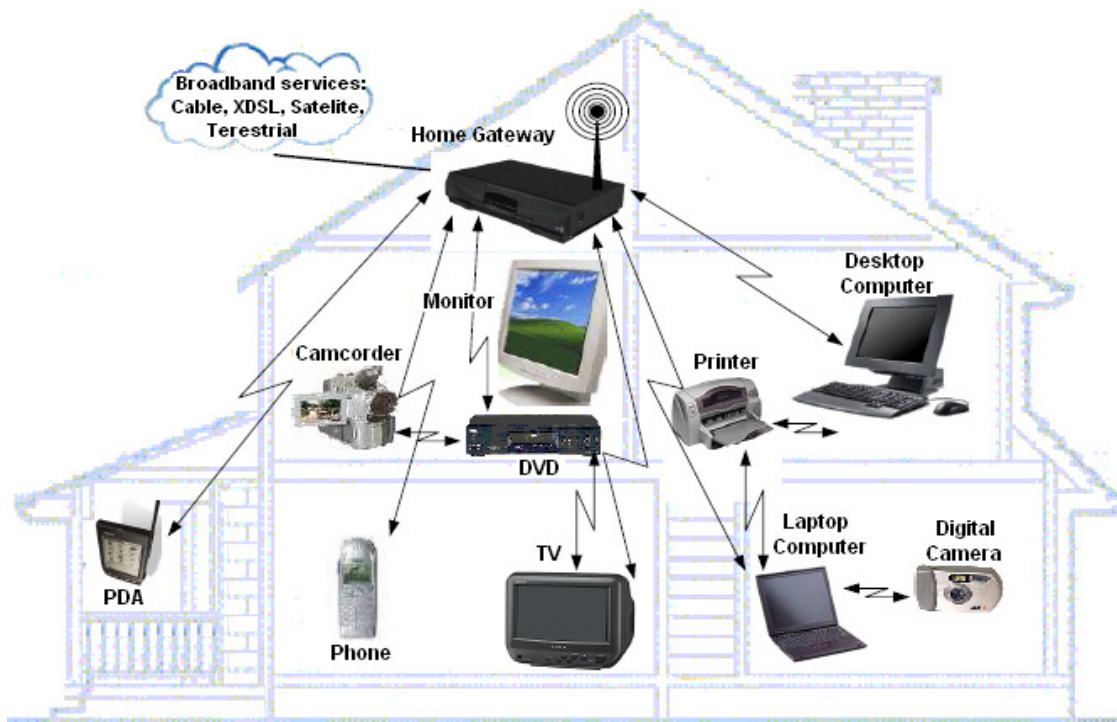 Broadband services:
Cable, XDSL, Satelite,
Terestrial
Home Gateway
Monitor
Desktop
Computer
Camcorder
Printer
DVD
Laptop
Computer
Digital
Camera
TV
PDA
Phone